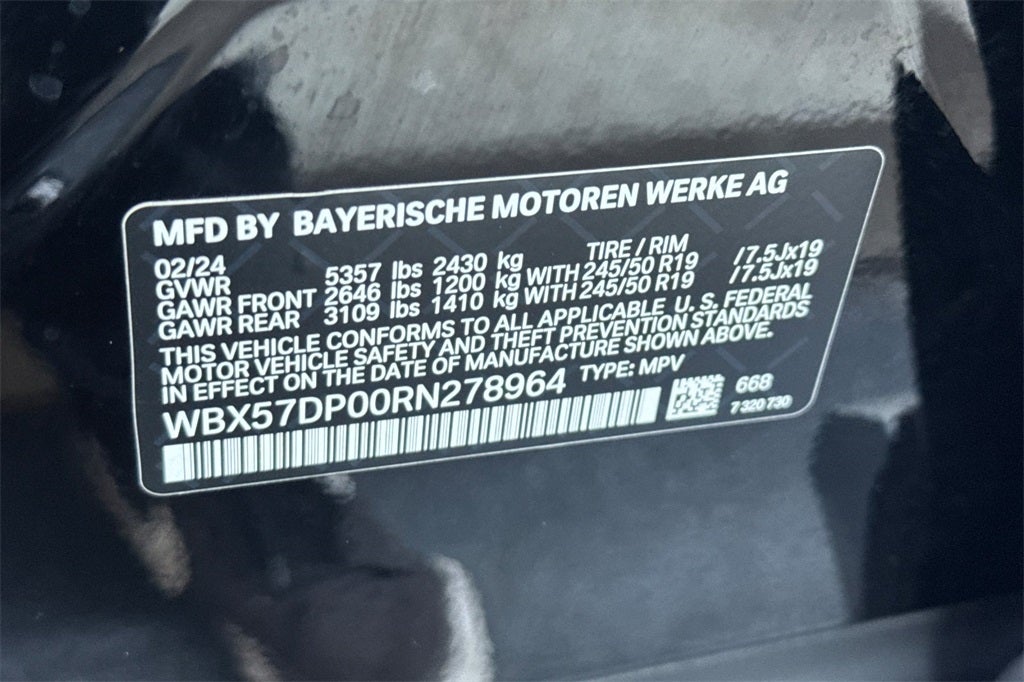 MFD BY BAYERISCHE MOTOREN WERKE AG
02/24 TIRE / RIM
GVWR 5357 lbs 2430 kg
GAWR FRONT 2646 lbs 1200 kg WITH 245/50 R19 /7.5Jx19
GAWR REAR 3109 lbs 1410 kg WITH 245/50 R19 /7.5Jx19
THIS VEHICLE CONFORMS TO ALL APPLICABLE U. S. FEDERAL
MOTOR VEHICLE SAFETY AND THEFT PREVENTION STANDARDS
IN EFFECT ON THE DATE OF MANUFACTURE SHOWN ABOVE.
WBX57DP00RN278964 TYPE: MPV
668
7 320 730